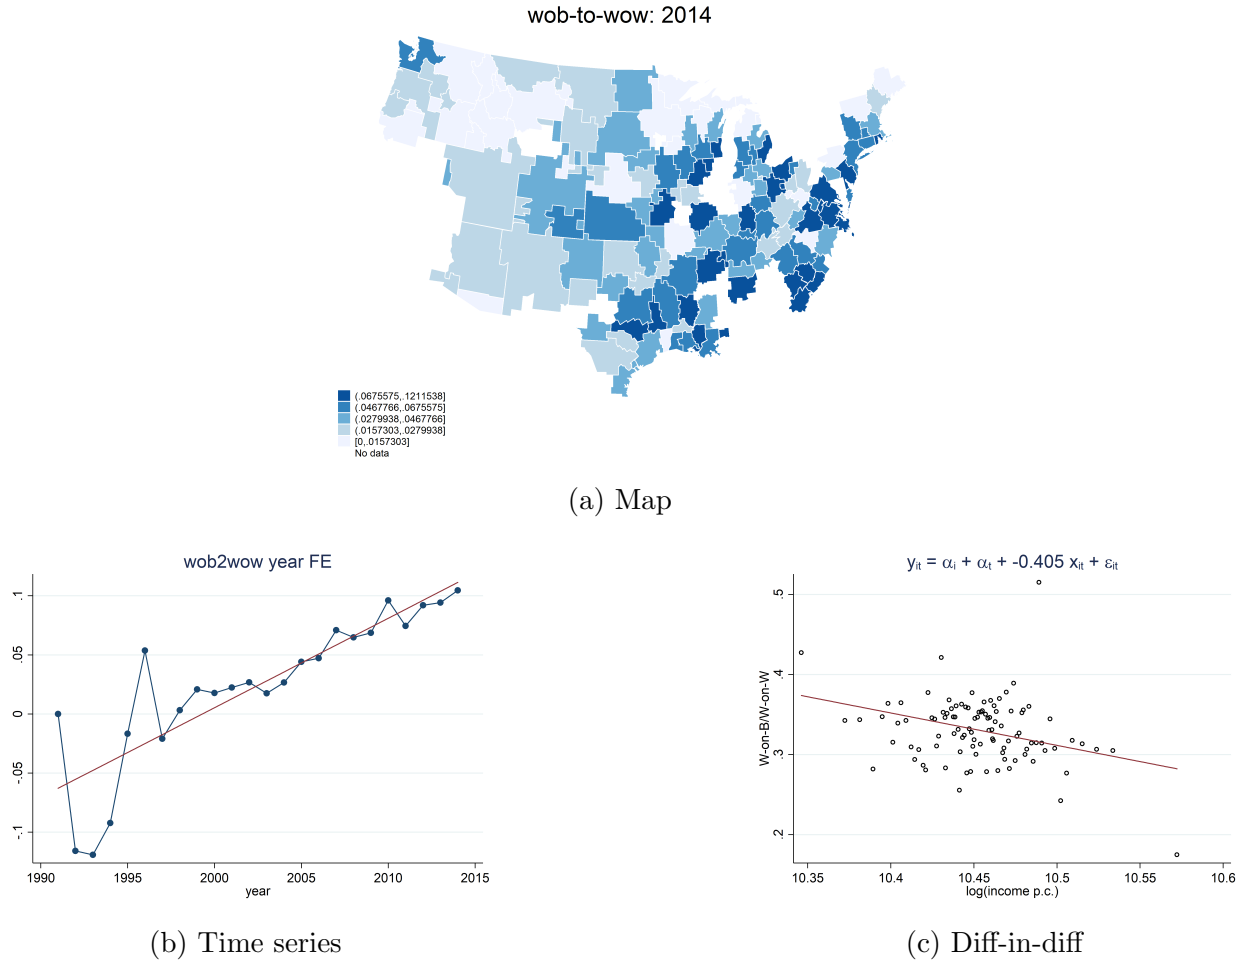 wob-to-wow: 2014
(.0675575,.1211538]
(.0467766,.0675575]
(.0279938,.0467766]
(.0157303,.0279938]
[0,.0157303]
No data
(a) Map
wob2wow year FE
.1
.05
0
-.05
-.1
1990 1995 2000 2005 2010 2015
year
(b) Time series
yᵢₜ = αᵢ + αₜ + -0.405 xᵢₜ + εᵢₜ
W-on-B/W-on-W
.5
.4
.3
.2
10.35 10.4 10.45 10.5 10.55 10.6
log(income p.c.)
(c) Diff-in-diff